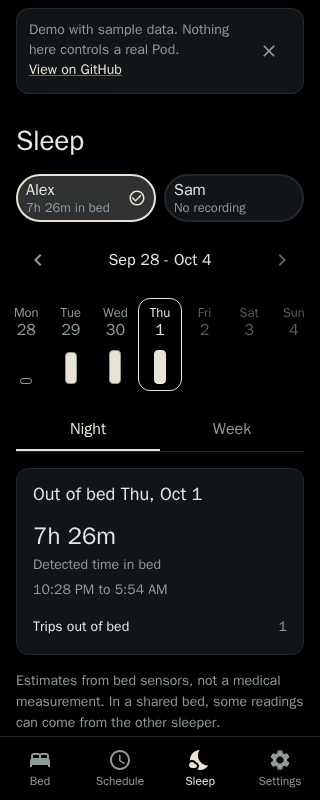 Demo with sample data. Nothing
here controls a real Pod.
View on GitHub
Sleep
Alex
7h 26m in bed
Sam
No recording
Sep 28 - Oct 4
Mon Tue Wed Thu Fri Sat Sun
28 29 30 1 2 3 4
Night Week
Out of bed Thu, Oct 1
7h 26m
Detected time in bed
10:28 PM to 5:54 AM
Trips out of bed 1
Estimates from bed sensors, not a medical
measurement. In a shared bed, some readings
can come from the other sleeper.
Bed Schedule Sleep Settings